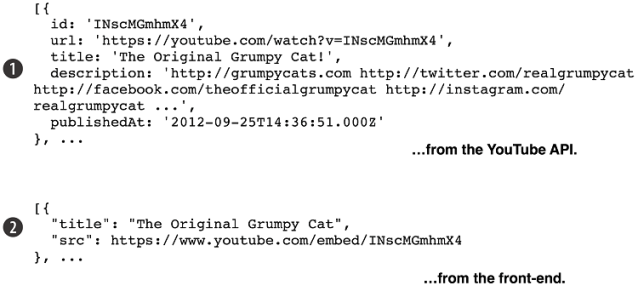 [{
id: 'INscMGmhmX4',
url: 'https://youtube.com/watch?v=INscMGmhmX4',
title: 'The Original Grumpy Cat!',
1
description: 'http://grumpycats.com http://twitter.com/realgrumpycat
http://facebook.com/theofficialgrumpycat http://instagram.com/
realgrumpycat ...',
publishedAt: '2012-09-25T14:36:51.000Z'
}, ...
...from the YouTube API.
[{
"title": "The Original Grumpy Cat",
2
"src": https://www.youtube.com/embed/INscMGmhmX4
}, ...
...from the front-end.